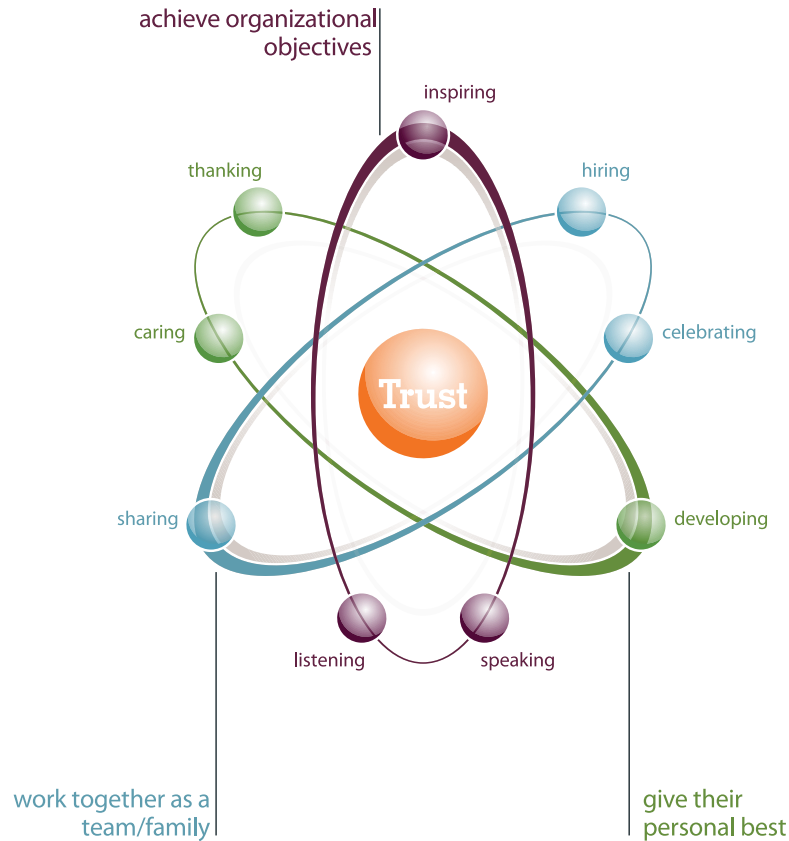 achieve organizational
objectives
inspiring
thanking
hiring
caring
celebrating
Trust
sharing
developing
listening
speaking
work together as a
team/family
give their
personal best